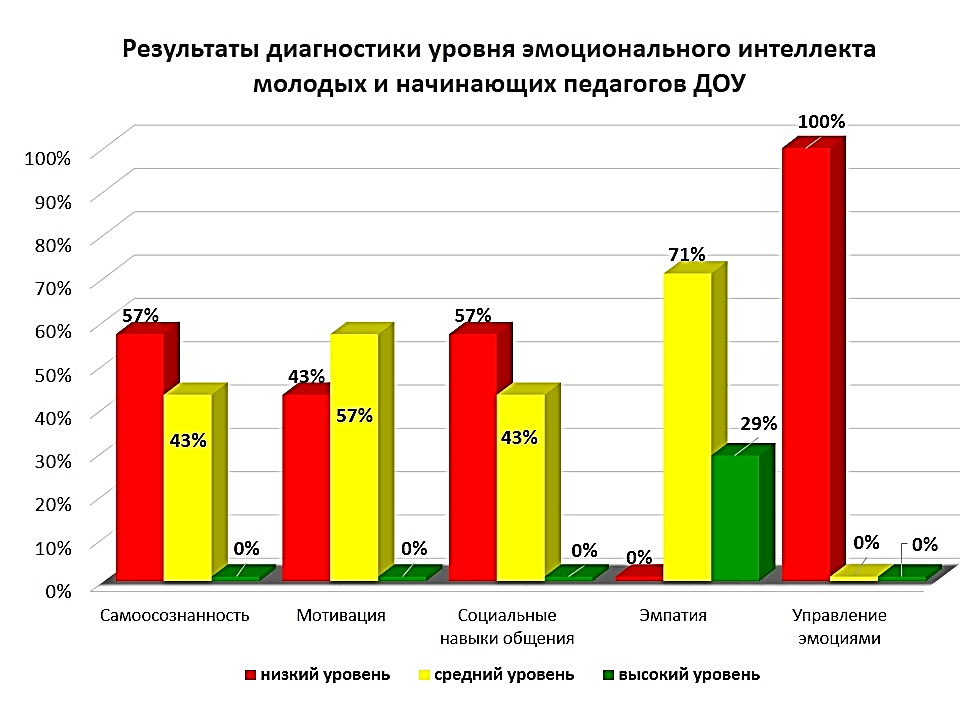 Результаты диагностики уровня эмоционального интеллекта
молодых и начинающих педагогов ДОУ
100%
90%
80%
70%
60%
50%
40%
30%
20%
10%
0%
57%
43%
0%
43%
57%
0%
57%
43%
0%
0%
71%
29%
100%
0%
0%
Самоосознанность
Мотивация
Социальные
навыки общения
Эмпатия
Управление
эмоциями
низкий уровень
средний уровень
высокий уровень